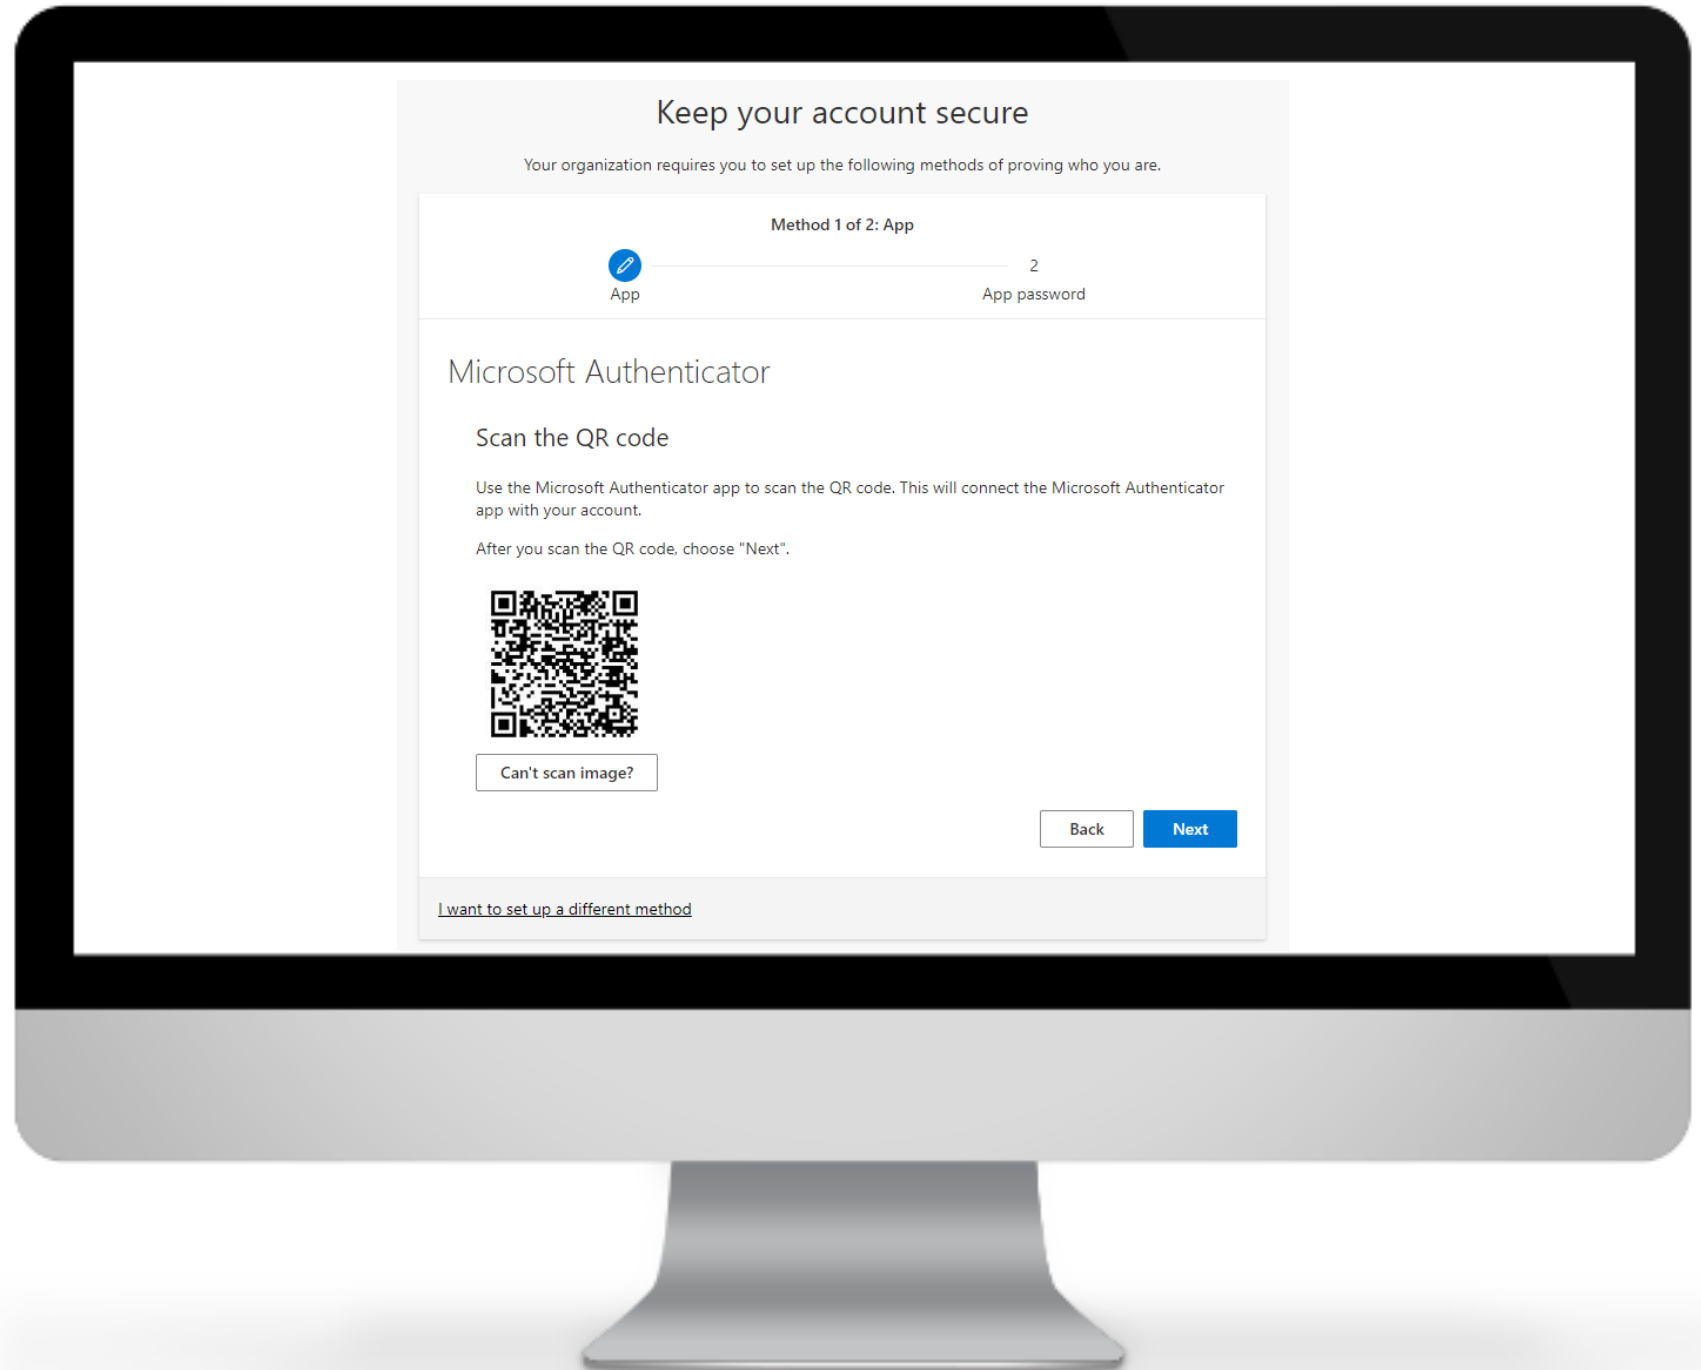 Keep your account secure
Your organization requires you to set up the following methods of proving who you are.
Method 1 of 2: App
2
App
App password
Microsoft Authenticator
Scan the QR code
Use the Microsoft Authenticator app to scan the QR code. This will connect the Microsoft Authenticator
app with your account.
After you scan the QR code, choose "Next".
Can't scan image?
Back
Next
I want to set up a different method